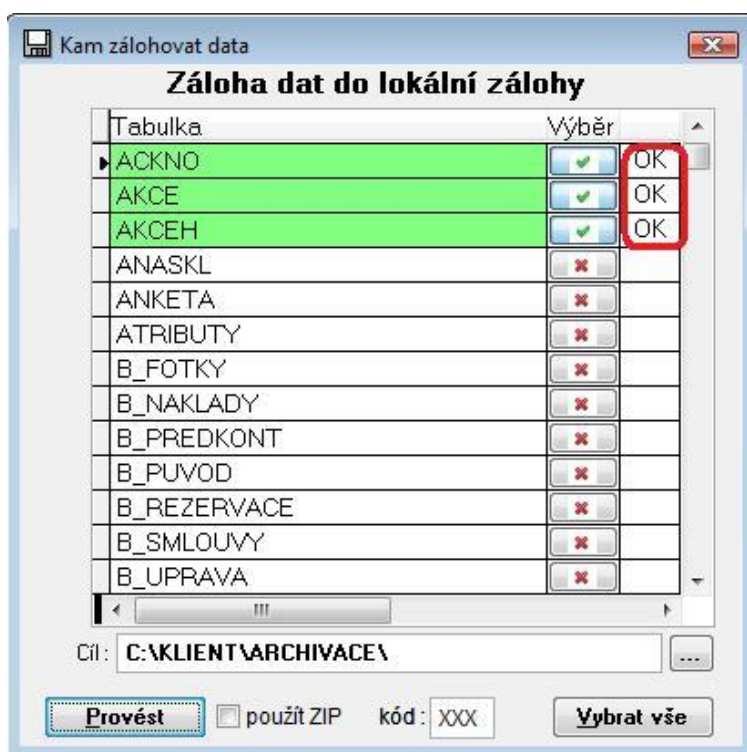 Kam zálohovat data
Záloha dat do lokální zálohy
Tabulka Výběr
ACKNO OK
AKCE OK
AKCEH OK
ANASKL
ANKETA
ATRIBUTY
B_FOTKY
B_NAKLADY
B_PREDKONT
B_PUVOD
B_REZERVACE
B_SMLOUVY
B_UPRAVA
Cíl: C:\KLIENT\ARCHIVACE\ ...
Provést použít ZIP kód: XXX Vybrat vše